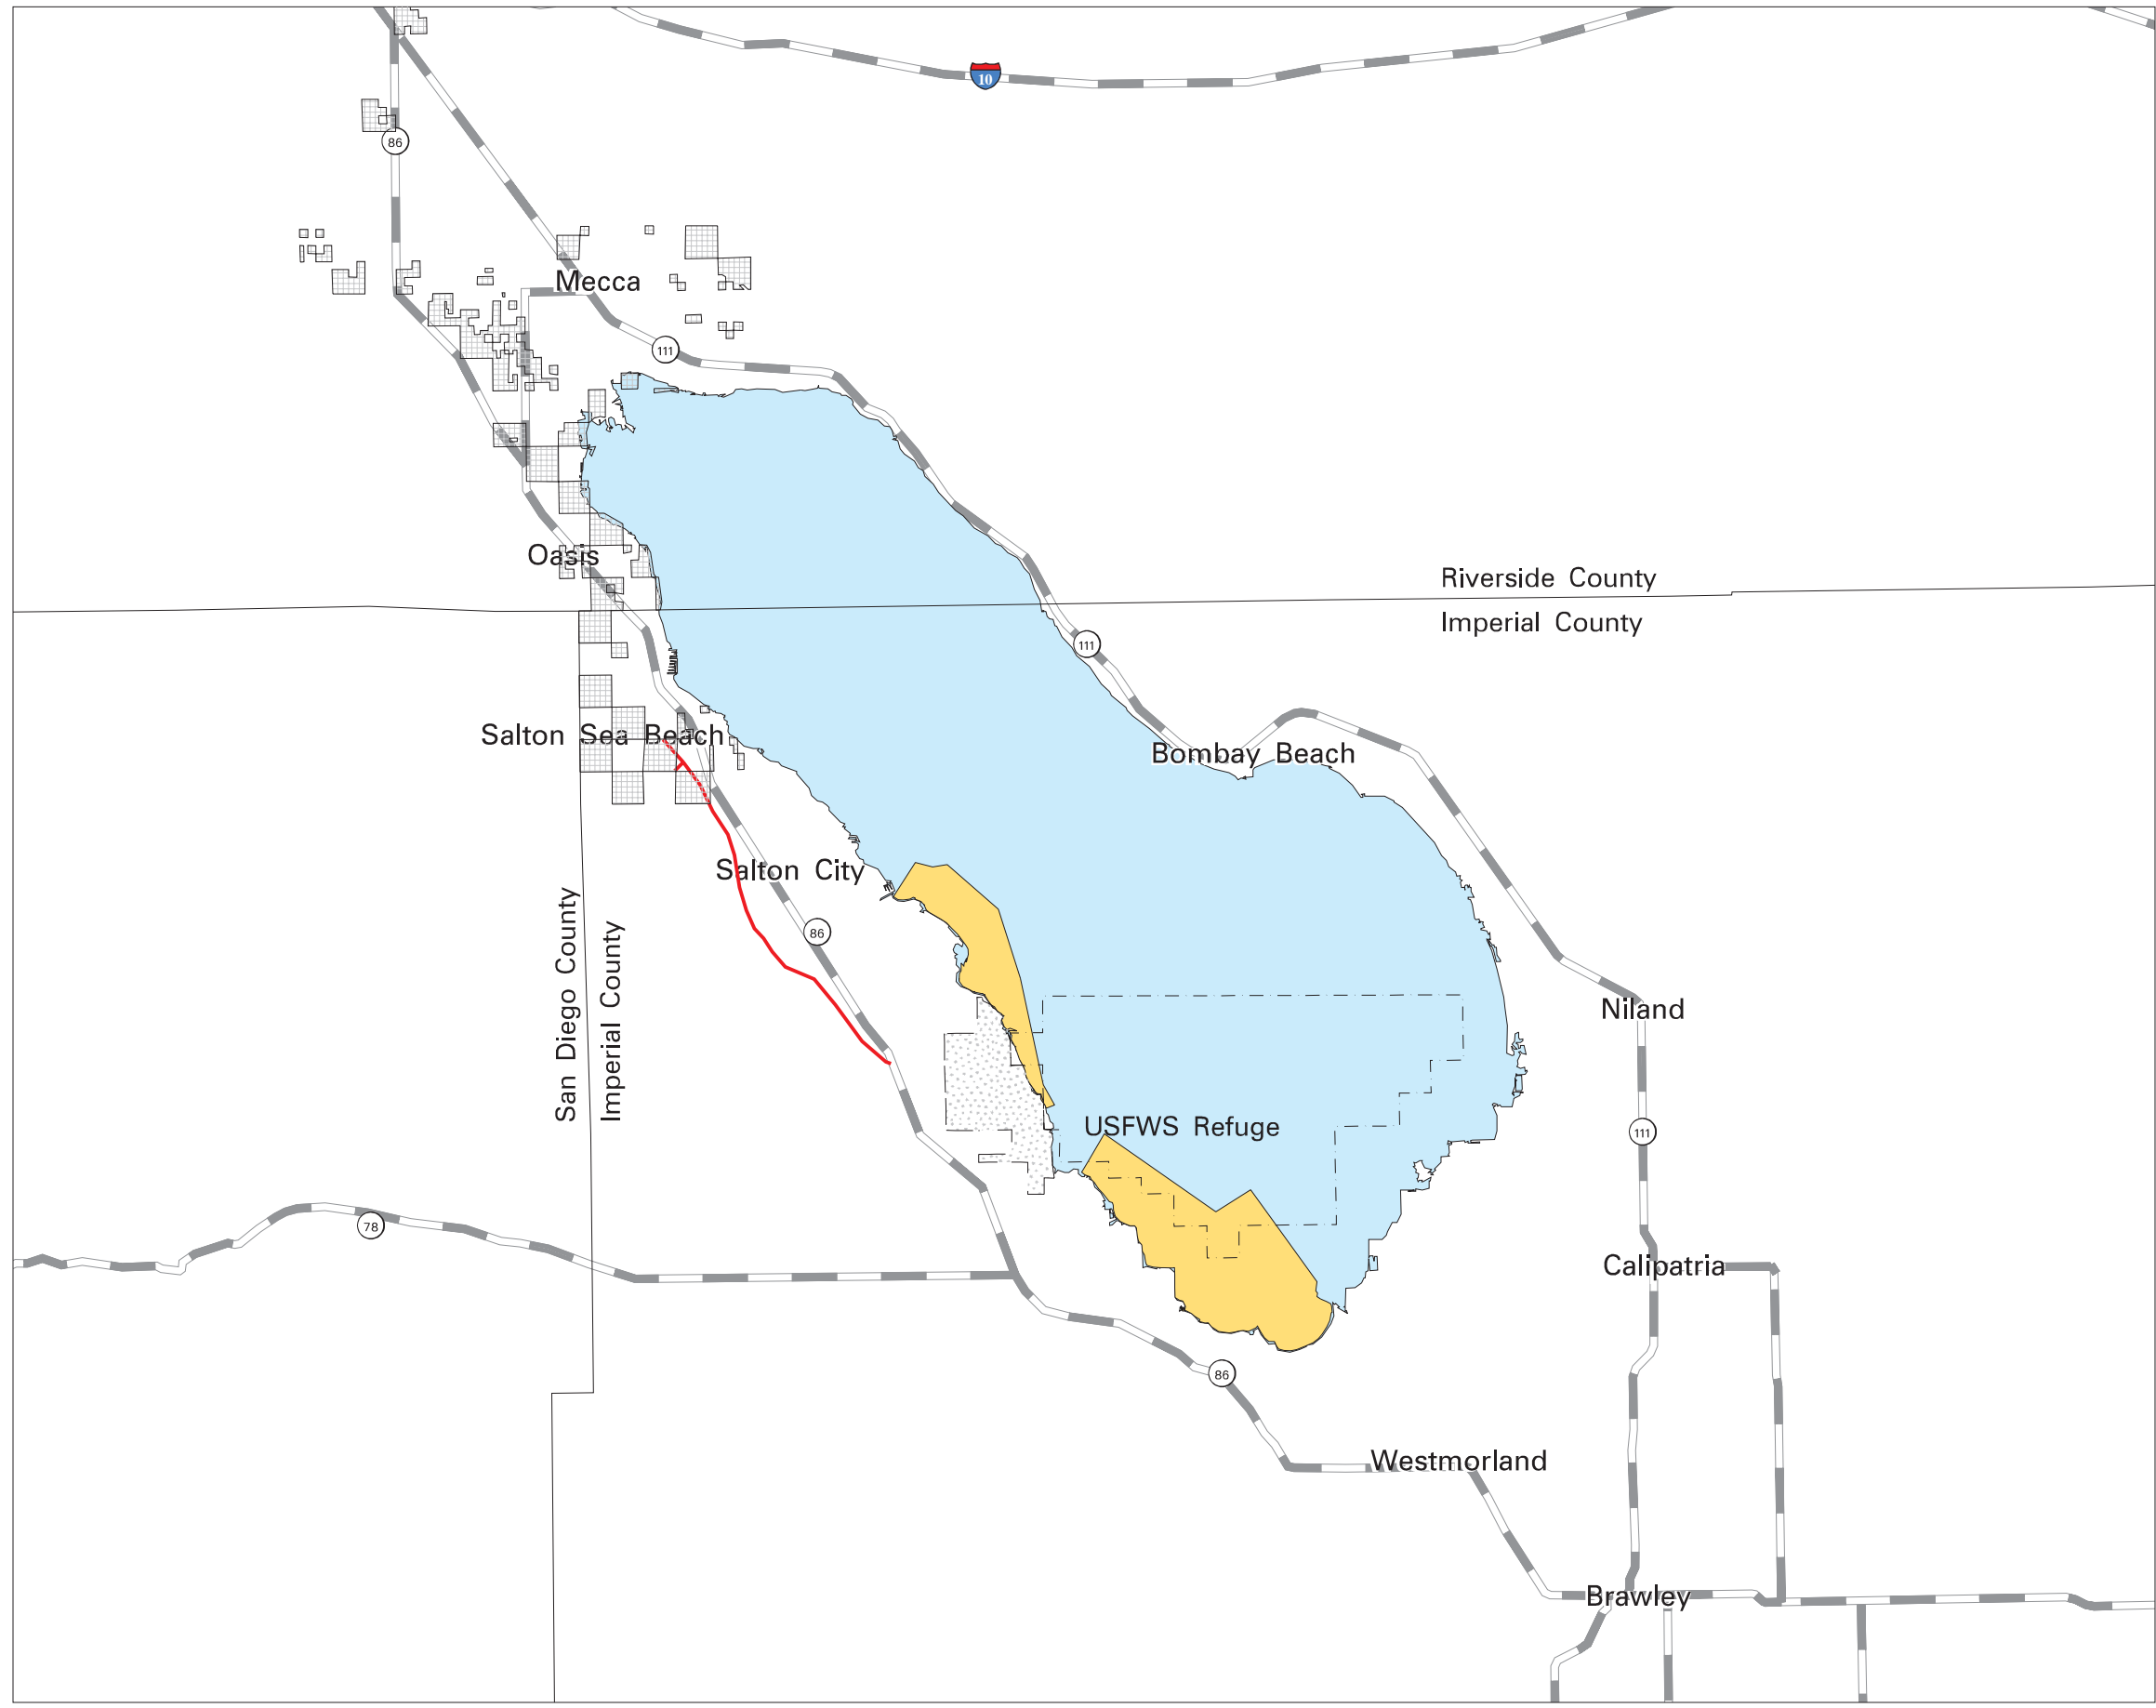 10
86
Mecca
111
Oasis
Riverside County
Imperial County
111
Salton Sea Beach
Bombay Beach
Salton City
86
San Diego County
Imperial County
Niland
USFWS Refuge
111
78
Calipatria
86
Westmorland
Brawley